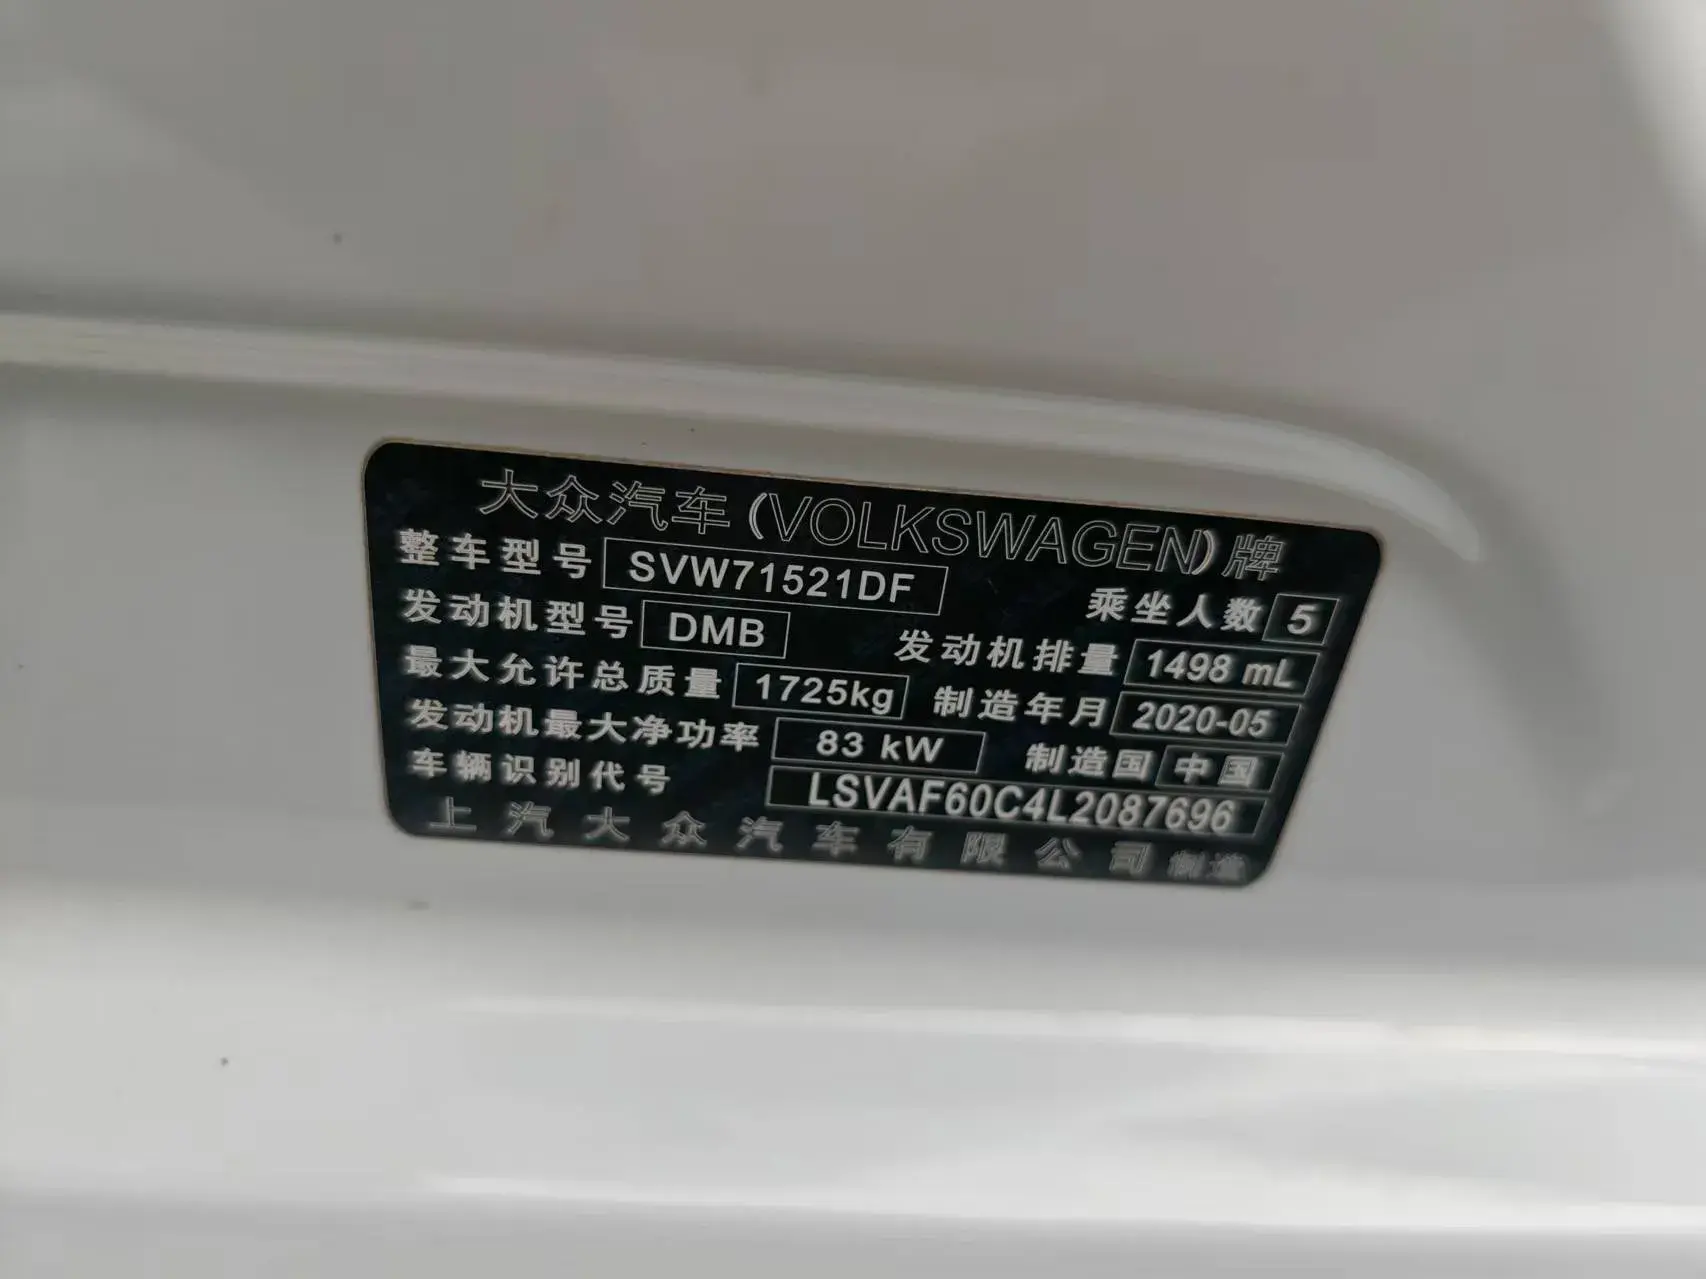 大众汽车(VOLKSWAGEN)牌
整车型号 SVW71521DF 乘坐人数 5
发动机型号 DMB 发动机排量 1498 mL
最大允许总质量 1725kg 制造年月 2020-05
发动机最大净功率 83 kW 制造国 中国
车辆识别代号 LSVAF60C4L2087696
上汽大众汽车有限公司 制造